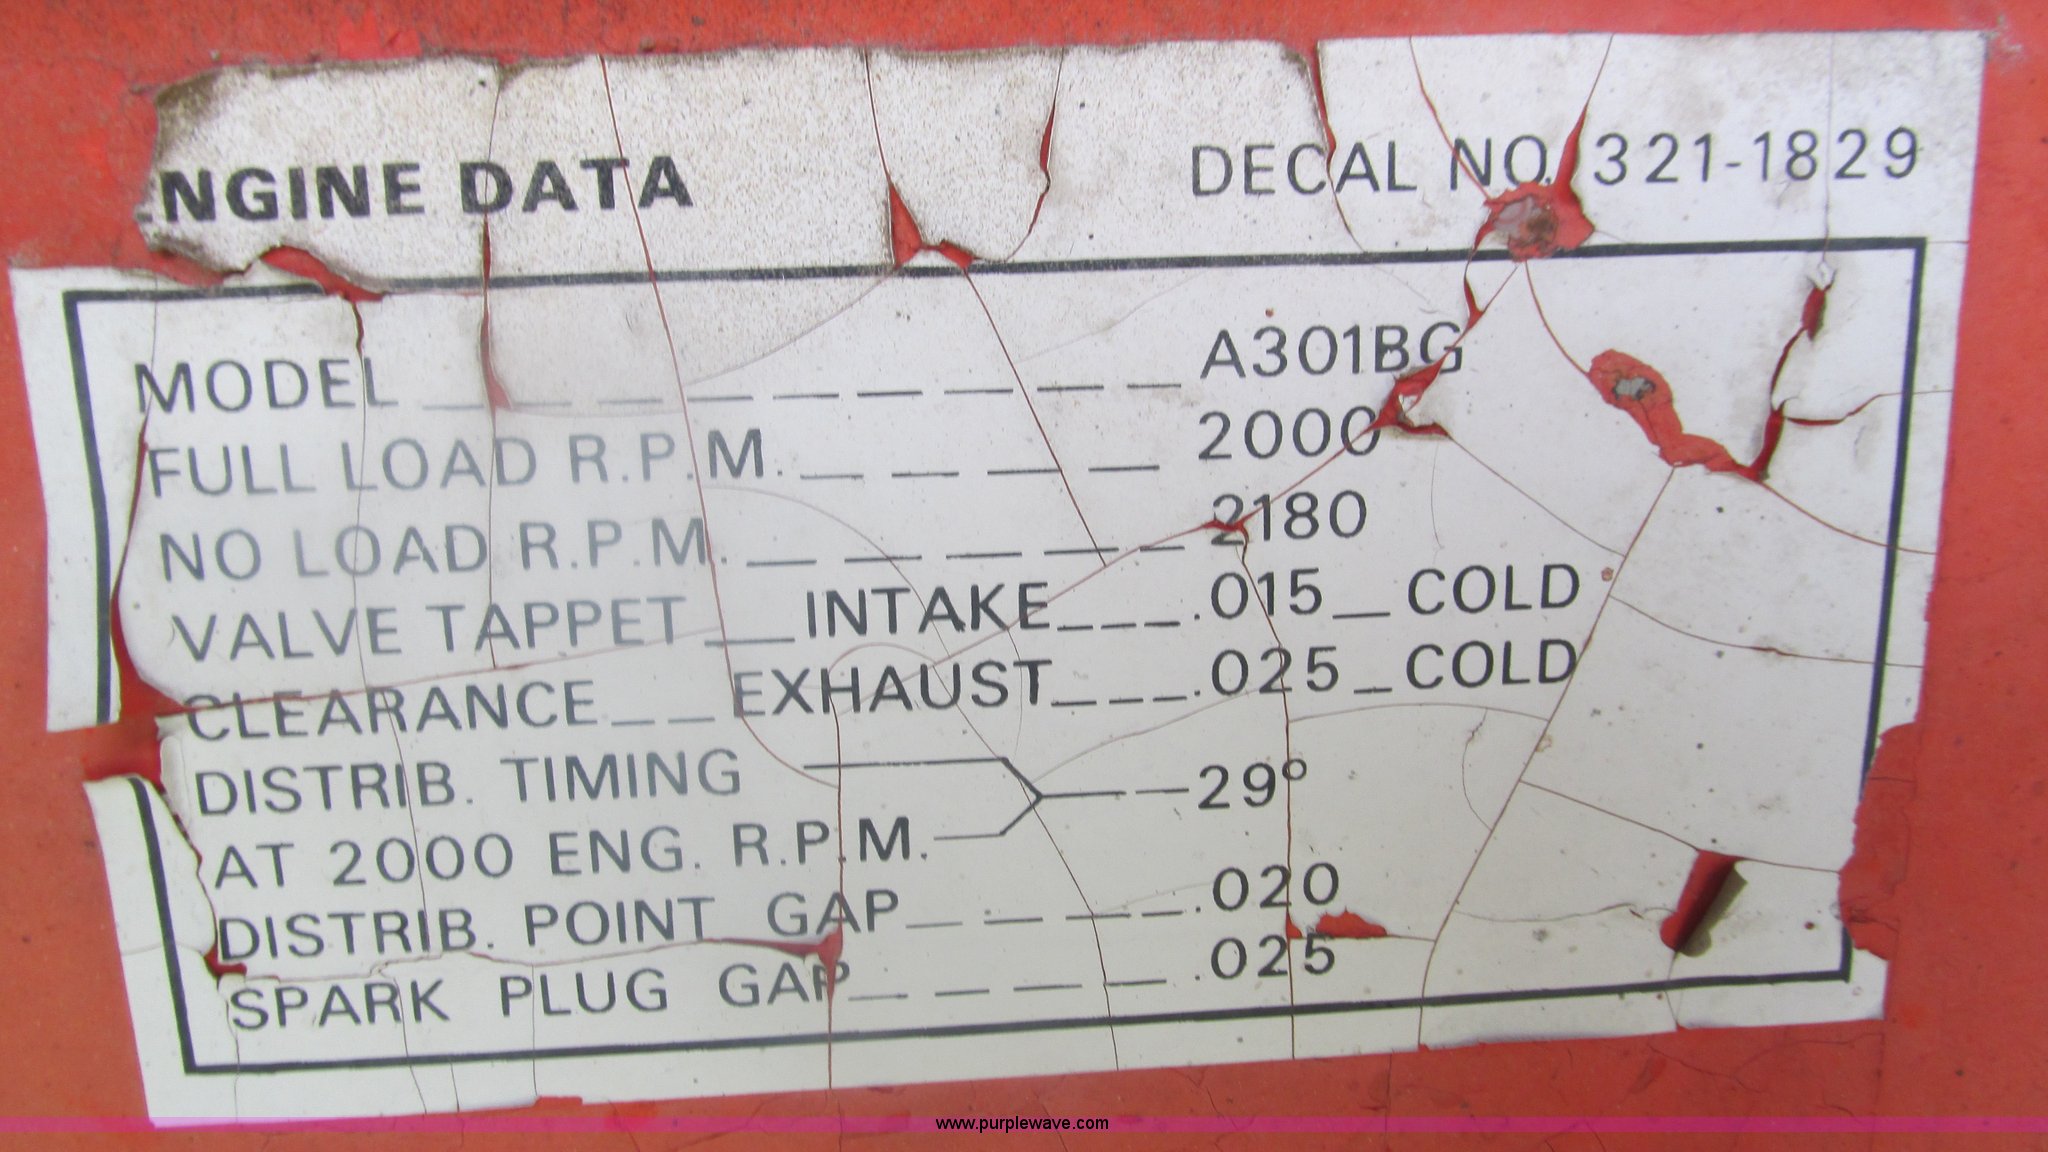 NGINE DATA DECAL NO. 321-1829
MODEL _ _ _ _ _ _ _ _ _ A301BG
FULL LOAD R.P.M. _ _ _ _ 2000
NO LOAD R.P.M. _ _ _ _ _ 2180
VALVE TAPPET __ INTAKE _ _ _ .015 _ COLD
CLEARANCE _ _ EXHAUST _ _ _ .025 _ COLD
DISTRIB. TIMING
29°
AT 2000 ENG. R.P.M.
DISTRIB. POINT GAP _ _ _ _ .020
SPARK PLUG GAP _ _ _ _ .025
www.purplewave.com